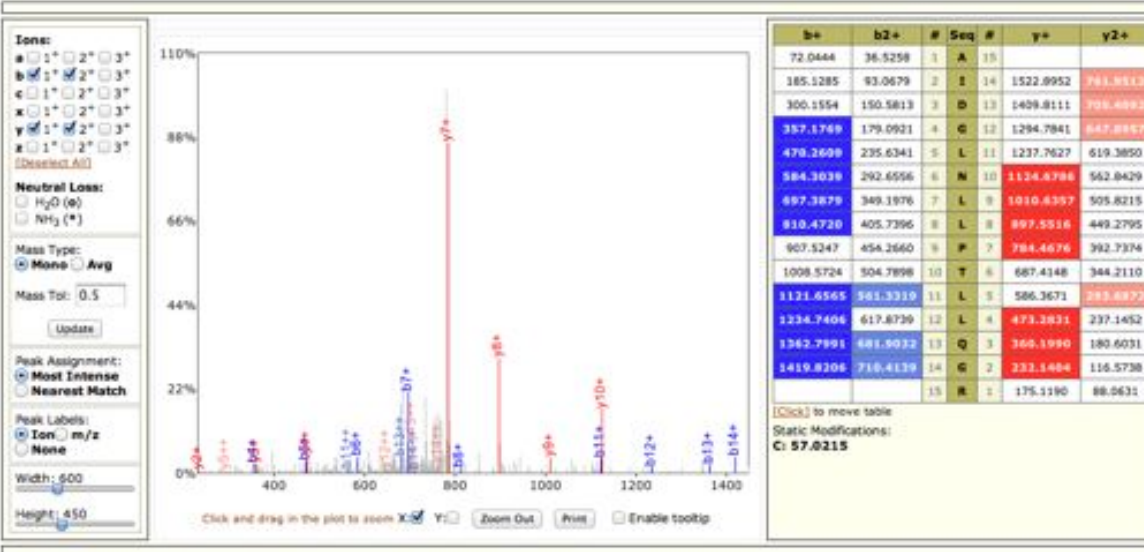 Ions:
a 1+ 2+ 3+
b 1+ 2+ 3+
c 1+ 2+ 3+
x 1+ 2+ 3+
y 1+ 2+ 3+
z 1+ 2+ 3+
[Deselect All]
Neutral Loss:
H2O (o)
NH3 (*)
Mass Type:
Mono Avg
Mass Tol: 0.5
Update
Peak Assignment:
Most Intense
Nearest Match
Peak Labels:
Ion m/z
None
Width: 600
Height: 450
110%
88%
66%
44%
22%
0%
y7+
y8+
b7+
y10+
y2+
b6+
b8+
y9+
b11+
b12+
b13+
b14+
400 600 800 1000 1200 1400
Click and drag in the plot to zoom X: Y: Zoom Out Print Enable tooltip
b+ b2+ # Seq # y+ y2+
72.0444 36.5258 1 A 15
185.1285 93.0679 2 I 14 1522.8952
300.1554 150.5813 3 D 13 1409.8111
357.1769 179.0921 4 G 12 1294.7841
470.2609 235.6341 5 L 11 1237.7627 619.3850
584.3039 292.6556 6 N 10 1124.6786 562.8429
697.3879 349.1976 7 L 9 1010.6357 505.8215
810.4720 405.7396 8 L 8 897.5516 449.2795
907.5247 454.2660 9 P 7 784.4676 392.7374
1008.5724 504.7898 10 T 6 687.4148 344.2110
1121.6565 561.3319 11 L 5 586.3671
1234.7406 617.8739 12 L 4 473.2831 237.1452
1362.7991 681.9032 13 Q 3 360.1990 180.6031
1419.8206 710.4139 14 G 2 232.1404 116.5738
15 R 1 175.1190 88.0631
[Click] to move table
Static Modifications:
C: 57.0215